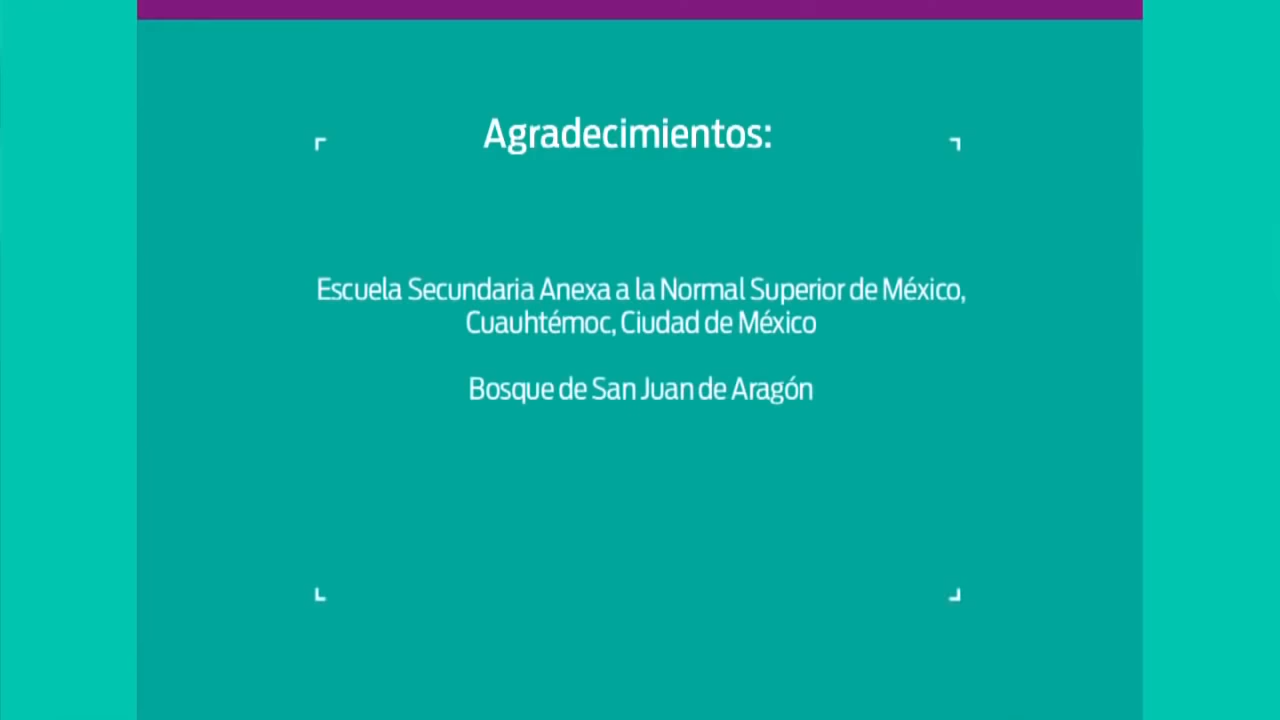 Agradecimientos:
Escuela Secundaria Anexa a la Normal Superior de México,
Cuauhtémoc, Ciudad de México
Bosque de San Juan de Aragón